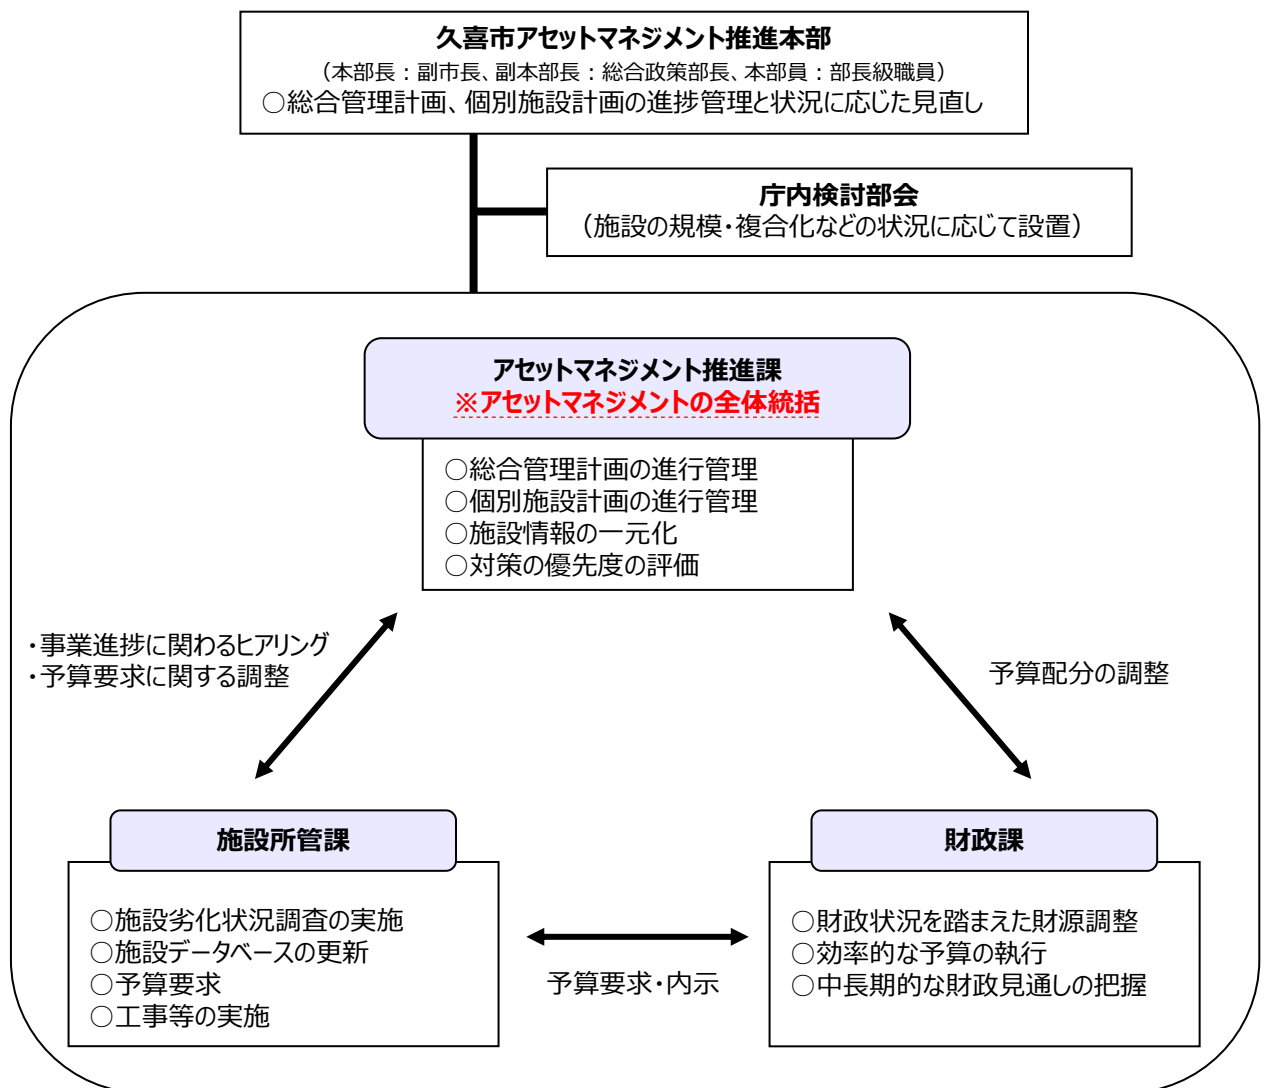 久喜市アセットマネジメント推進本部
（本部長：副市長、副本部長：総合政策部長、本部員：部長級職員）
○総合管理計画、個別施設計画の進捗管理と状況に応じた見直し
庁内検討部会
（施設の規模・複合化などの状況に応じて設置）
アセットマネジメント推進課
※アセットマネジメントの全体統括
○総合管理計画の進行管理
○個別施設計画の進行管理
○施設情報の一元化
○対策の優先度の評価
・事業進捗に関わるヒアリング
・予算要求に関する調整
予算配分の調整
施設所管課
○施設劣化状況調査の実施
○施設データベースの更新
○予算要求
○工事等の実施
予算要求・内示
財政課
○財政状況を踏まえた財源調整
○効率的な予算の執行
○中長期的な財政見通しの把握